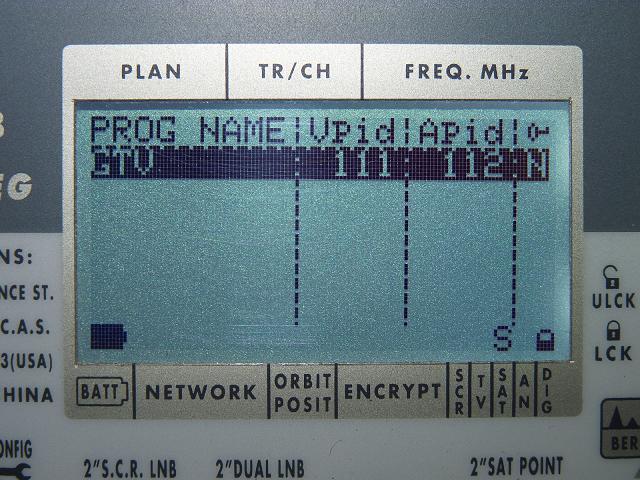 PLAN TR/CH FREQ. MHz
PROG NAME Vpid Apid
GTV 111 112 N
S
BATT NETWORK ORBIT POSIT ENCRYPT SCR TV SAT AN DIG
EG
NS:
NCE ST.
C.A.S.
3(USA)
HINA
ONFIG
ULCK
LCK
BER
2"S.C.R. LNB 2"DUAL LNB 2"SAT POINT